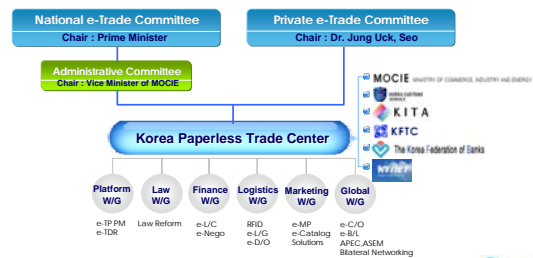 National e-Trade Committee
Chair : Prime Minister
Private e-Trade Committee
Chair : Dr. Jung Uck, Seo
Administrative Committee
Chair : Vice Minister of MOCIE
MOCIE MINISTRY OF COMMERCE, INDUSTRY AND ENERGY
KOREA CUSTOMS
SERVICE
KITA
KFTC
The Korea Federation of Banks
Korea Paperless Trade Center
Platform
W/G
Law
W/G
Finance
W/G
Logistics
W/G
Marketing
W/G
Global
W/G
e-TP PM
e-TDR
Law Reform
e-L/C
e-Nego
RFID
e-L/G
e-D/O
e-MP
e-Catalog
Solutions
e-C/O
e-B/L
APEC,ASEM
Bilateral Networking